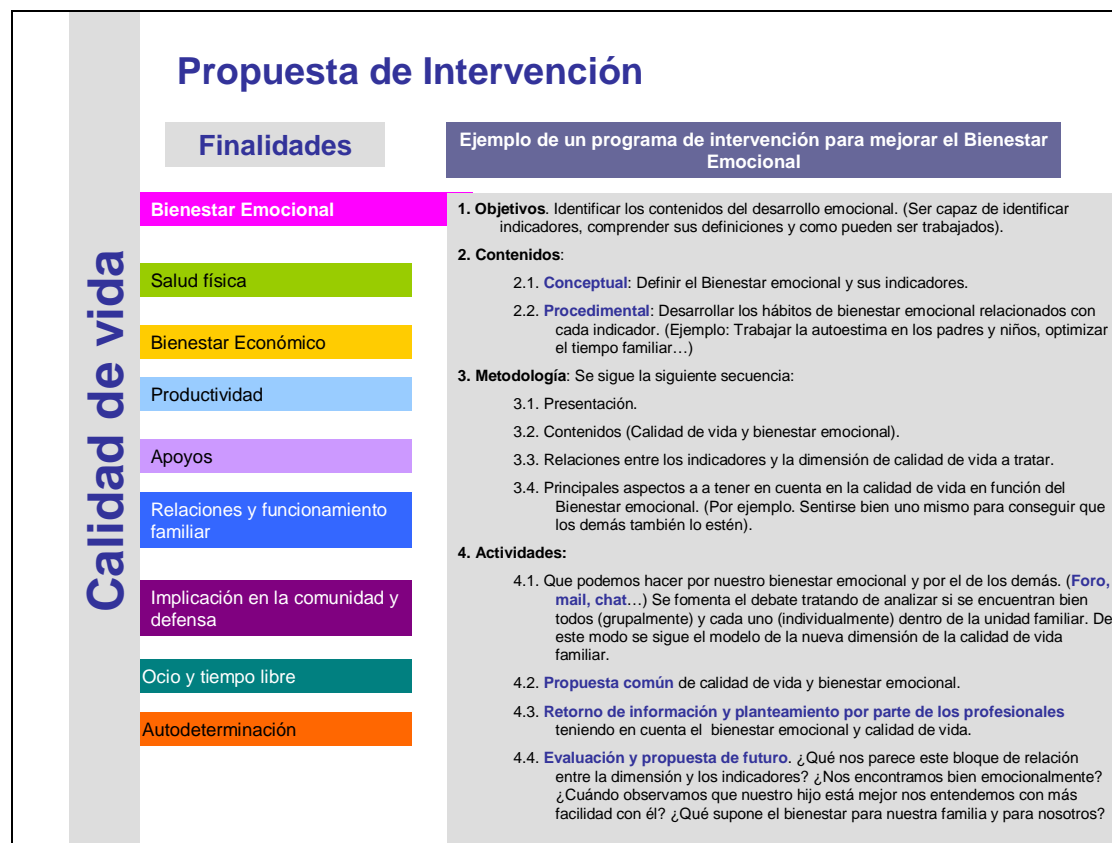 Propuesta de Intervención
Calidad de vida
Finalidades
Bienestar Emocional
Salud física
Bienestar Económico
Productividad
Apoyos
Relaciones y funcionamiento
familiar
Implicación en la comunidad y
defensa
Ocio y tiempo libre
Autodeterminación
Ejemplo de un programa de intervención para mejorar el Bienestar
Emocional
1. Objetivos. Identificar los contenidos del desarrollo emocional. (Ser capaz de identificar
indicadores, comprender sus definiciones y como pueden ser trabajados).
2. Contenidos:
2.1. Conceptual: Definir el Bienestar emocional y sus indicadores.
2.2. Procedimental: Desarrollar los hábitos de bienestar emocional relacionados con
cada indicador. (Ejemplo: Trabajar la autoestima en los padres y niños, optimizar
el tiempo familiar…)
3. Metodología: Se sigue la siguiente secuencia:
3.1. Presentación.
3.2. Contenidos (Calidad de vida y bienestar emocional).
3.3. Relaciones entre los indicadores y la dimensión de calidad de vida a tratar.
3.4. Principales aspectos a a tener en cuenta en la calidad de vida en función del
Bienestar emocional. (Por ejemplo. Sentirse bien uno mismo para conseguir que
los demás también lo estén).
4. Actividades:
4.1. Que podemos hacer por nuestro bienestar emocional y por el de los demás. (Foro,
mail, chat…) Se fomenta el debate tratando de analizar si se encuentran bien
todos (grupalmente) y cada uno (individualmente) dentro de la unidad familiar. De
este modo se sigue el modelo de la nueva dimensión de la calidad de vida
familiar.
4.2. Propuesta común de calidad de vida y bienestar emocional.
4.3. Retorno de información y planteamiento por parte de los profesionales
teniendo en cuenta el bienestar emocional y calidad de vida.
4.4. Evaluación y propuesta de futuro. ¿Qué nos parece este bloque de relación
entre la dimensión y los indicadores? ¿Nos encontramos bien emocionalmente?
¿Cuándo observamos que nuestro hijo está mejor nos entendemos con más
facilidad con él? ¿Qué supone el bienestar para nuestra familia y para nosotros?